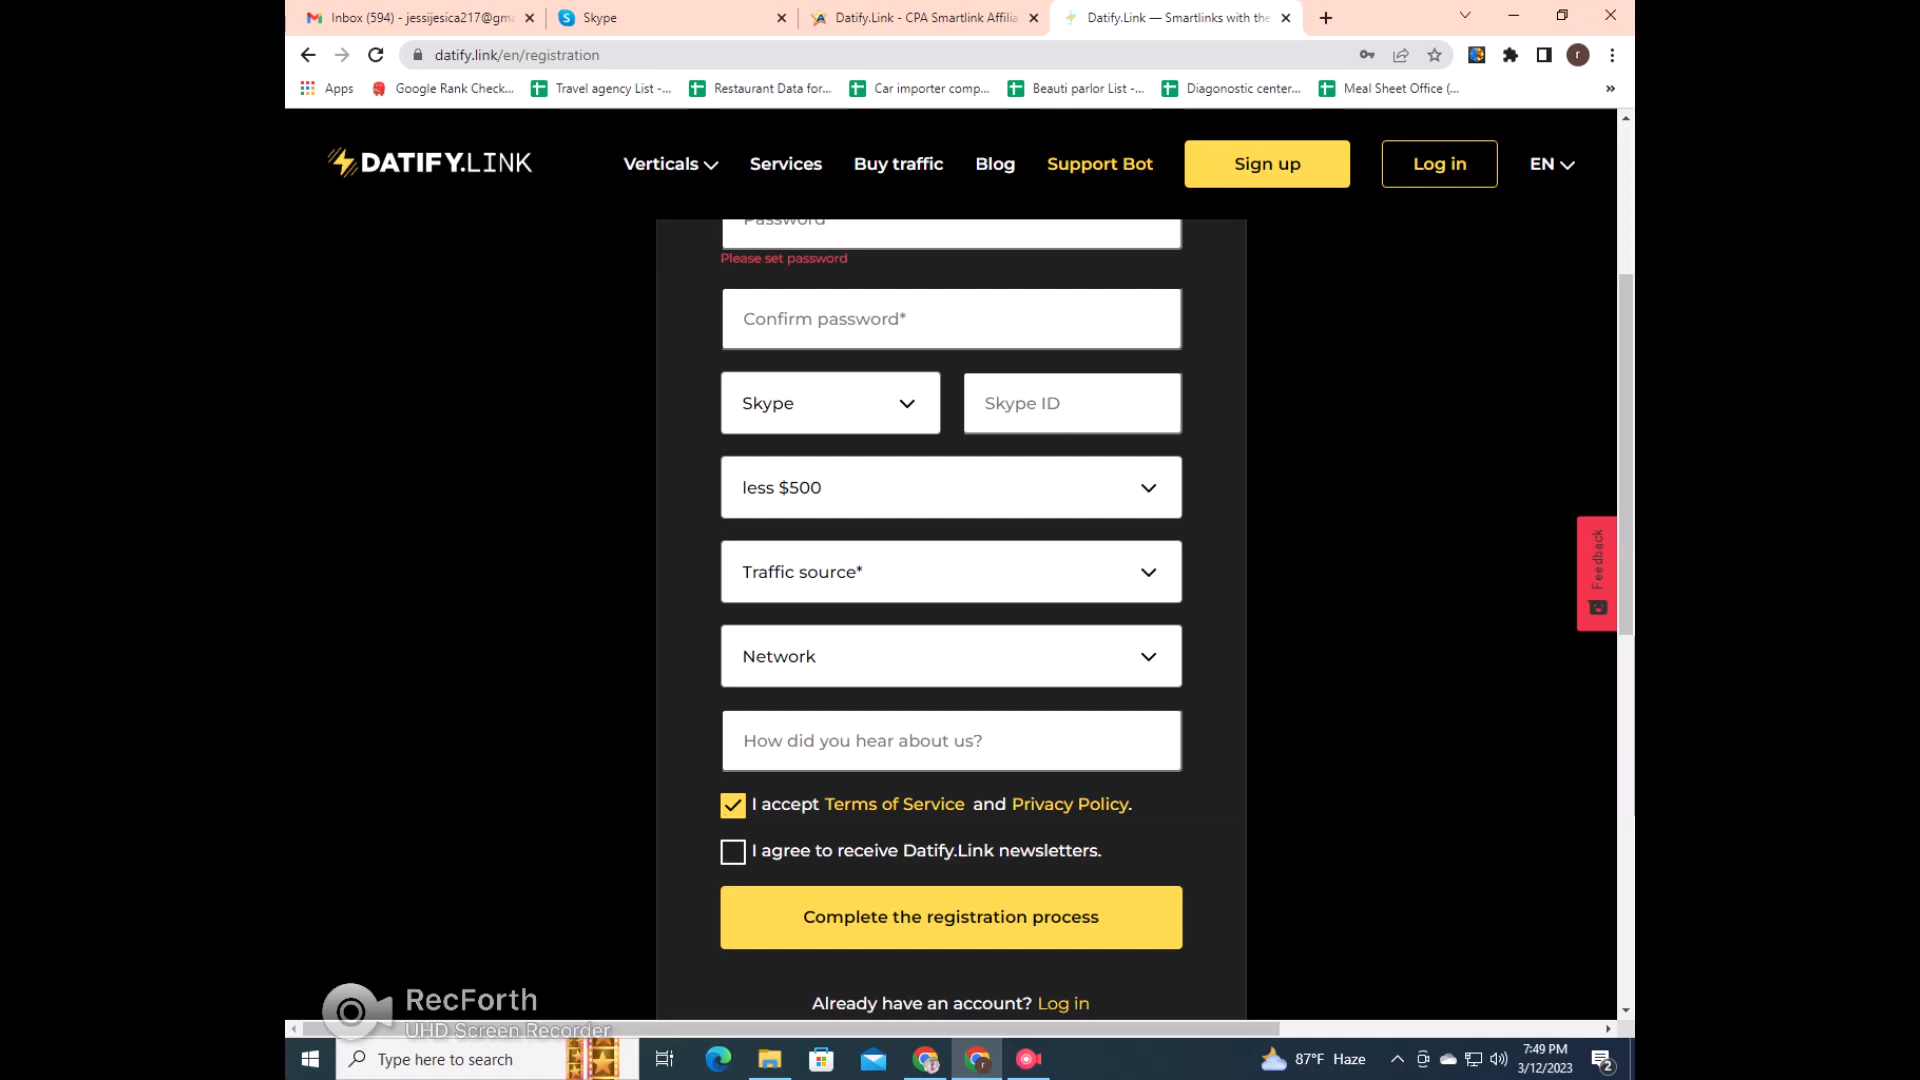 Inbox (594) - jessijesica217@gma
Skype
Datify.Link - CPA Smartlink Affilia
Datify.Link — Smartlinks with the
datify.link/en/registration
r
Apps
Google Rank Check...
Travel agency List -...
Restaurant Data for...
Car importer comp...
Beauti parlor List -...
Diagonostic center...
Meal Sheet Office (...
»
DATIFY.LINK
Verticals
Services
Buy traffic
Blog
Support Bot
Sign up
Log in
EN
Password
Please set password
Confirm password*
Skype
Skype ID
less $500
Traffic source*
Network
How did you hear about us?
I accept Terms of Service and Privacy Policy.
I agree to receive Datify.Link newsletters.
Complete the registration process
Already have an account? Log in
Feedback
RecForth
UHD Screen Recorder
Type here to search
87°F Haze
7:49 PM
3/12/2023
2